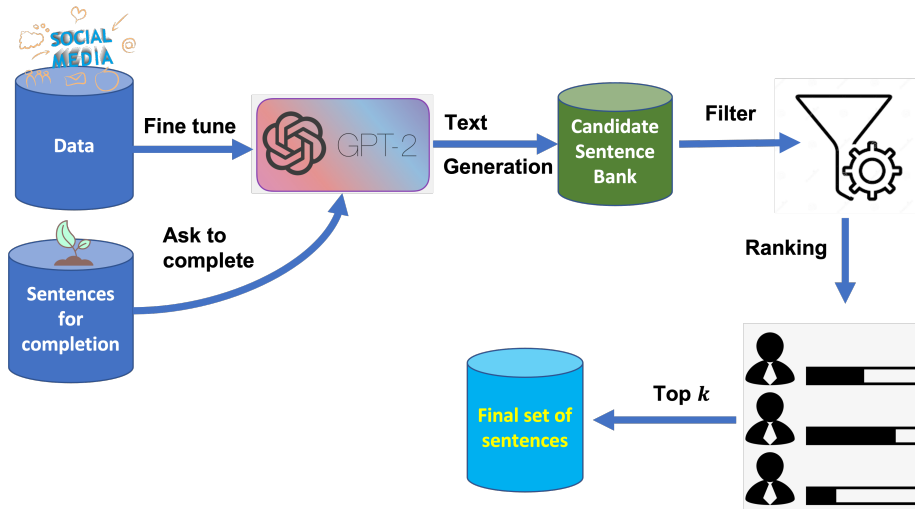 SOCIAL
MEDIA
@
Data
Fine tune
GPT-2
Text
Generation
Candidate
Sentence
Bank
Filter
Sentences
for
completion
Ask to
complete
Ranking
Top k
Final set of
sentences